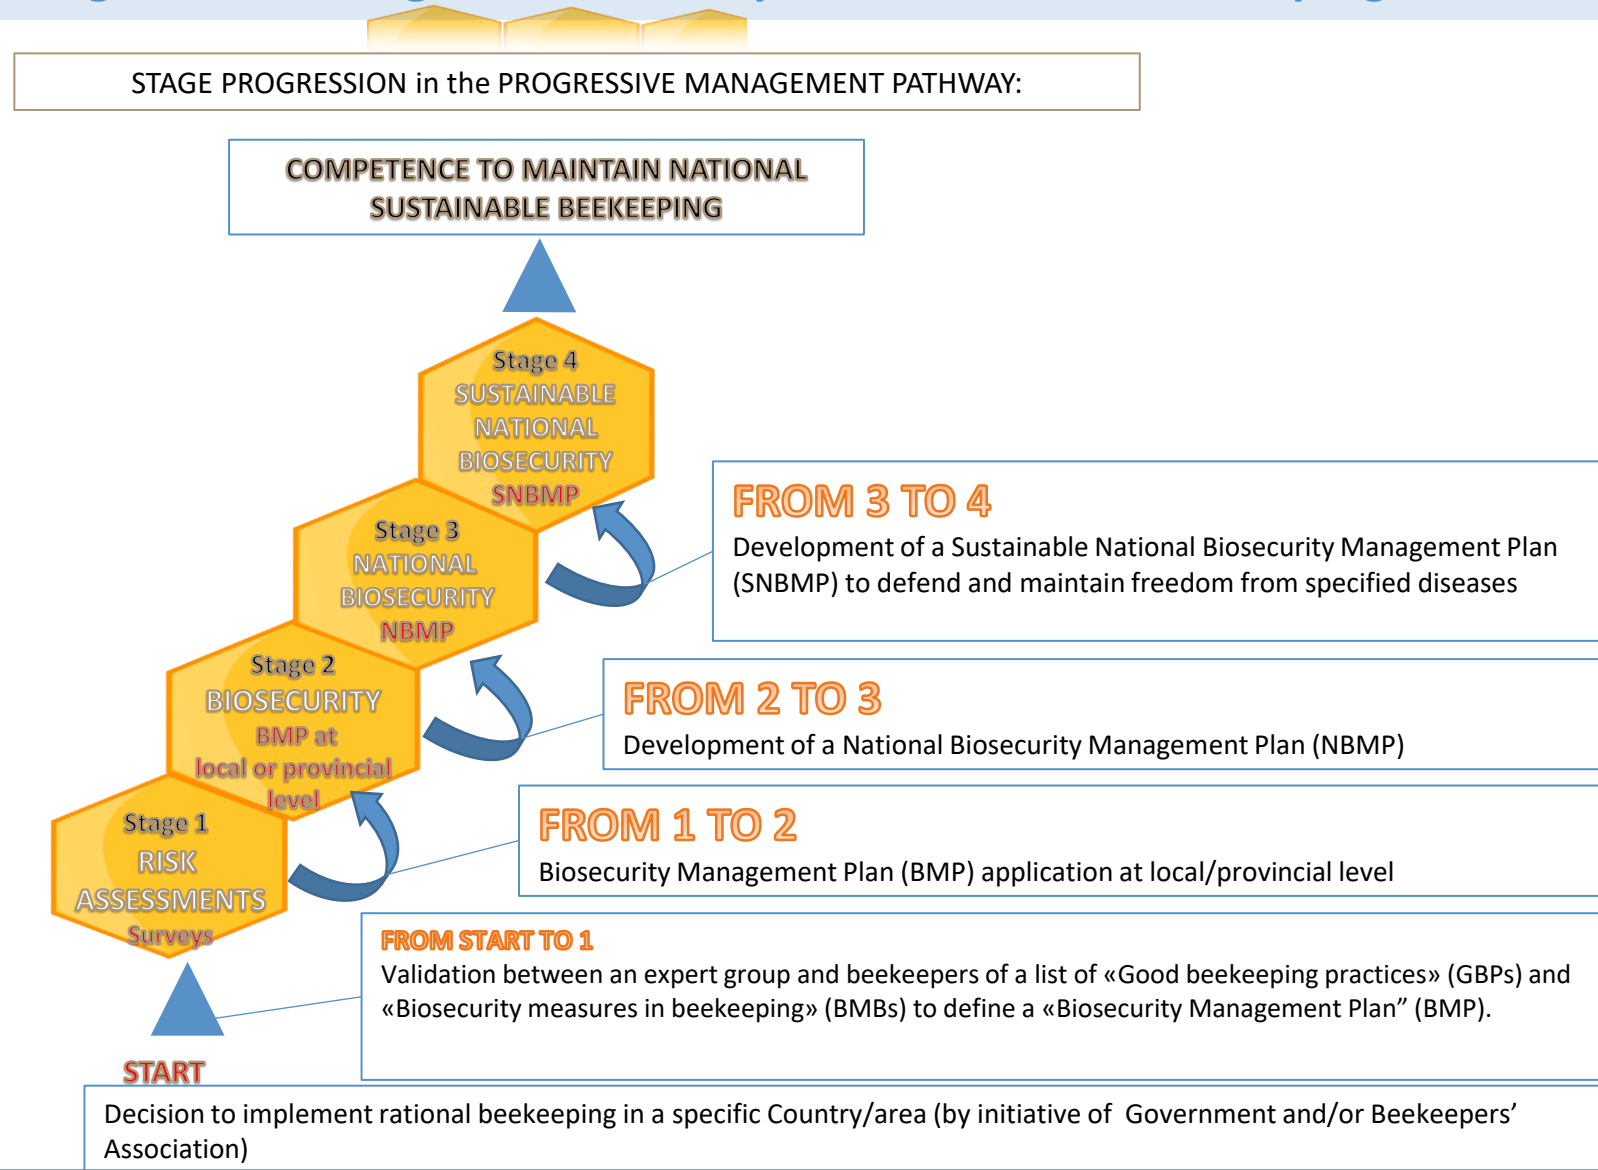 STAGE PROGRESSION in the PROGRESSIVE MANAGEMENT PATHWAY:
COMPETENCE TO MAINTAIN NATIONAL
SUSTAINABLE BEEKEEPING
Stage 4
SUSTAINABLE
NATIONAL
BIOSECURITY
SNBMP
FROM 3 TO 4
Development of a Sustainable National Biosecurity Management Plan
(SNBMP) to defend and maintain freedom from specified diseases
Stage 3
NATIONAL
BIOSECURITY
NBMP
FROM 2 TO 3
Development of a National Biosecurity Management Plan (NBMP)
Stage 2
BIOSECURITY
BMP at
local or provincial
level
FROM 1 TO 2
Biosecurity Management Plan (BMP) application at local/provincial level
Stage 1
RISK
ASSESSMENTS
Surveys
FROM START TO 1
Validation between an expert group and beekeepers of a list of «Good beekeeping practices» (GBPs) and
«Biosecurity measures in beekeeping» (BMBs) to define a «Biosecurity Management Plan” (BMP).
START
Decision to implement rational beekeeping in a specific Country/area (by initiative of  Government and/or Beekeepers’
Association)